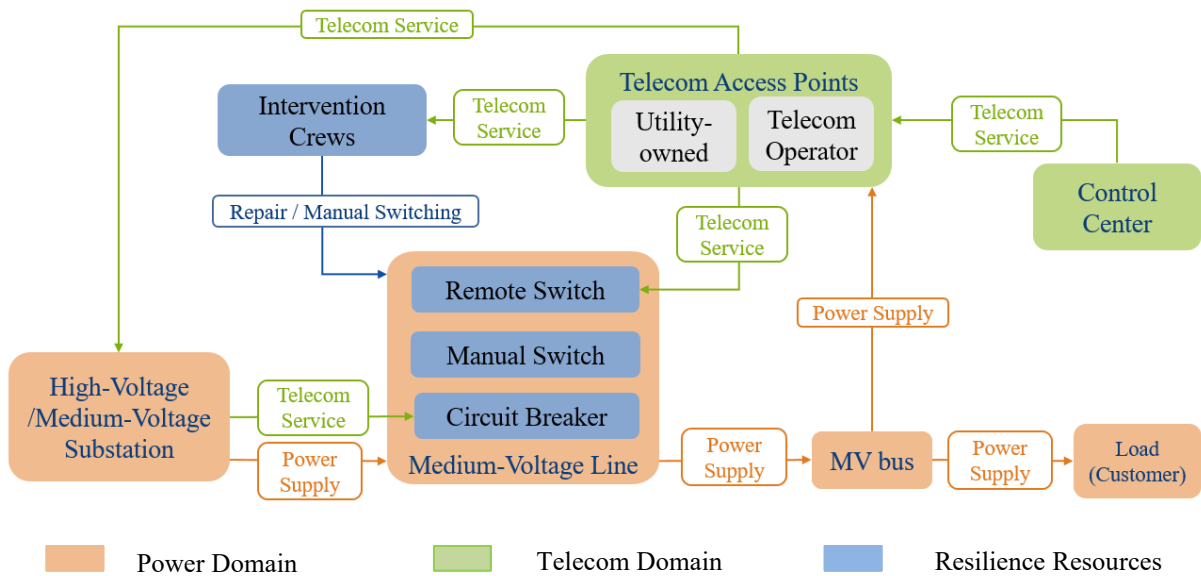 Telecom Service
Telecom Access Points
Utility-
owned
Telecom
Operator
Intervention
Crews
Telecom
Service
Telecom
Service
Control
Center
Repair / Manual Switching
Telecom
Service
Remote Switch
Manual Switch
Circuit Breaker
Medium-Voltage Line
Power Supply
High-Voltage
/Medium-Voltage
Substation
Telecom
Service
Power
Supply
Power
Supply
MV bus
Power
Supply
Load
(Customer)
Power Domain
Telecom Domain
Resilience Resources